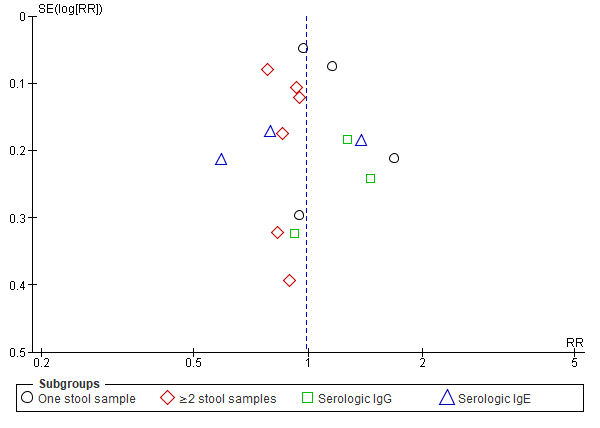 SE(log[RR])
0
0.1
0.2
0.3
0.4
0.5
RR
0.2 0.5 1 2 5
Subgroups
One stool sample ≥2 stool samples Serologic IgG Serologic IgE